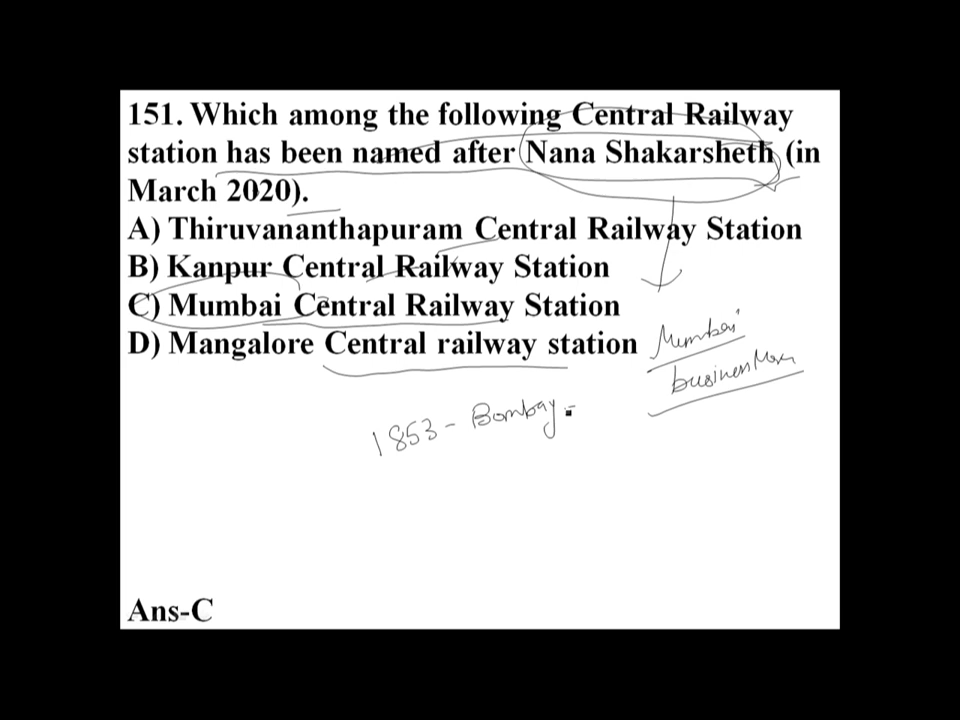 151. Which among the following Central Railway
station has been named after Nana Shakarsheth (in
March 2020).
A) Thiruvananthapuram Central Railway Station
B) Kanpur Central Railway Station
C) Mumbai Central Railway Station
D) Mangalore Central railway station
Mumbai
businessMan
1853 - Bombay
Ans-C